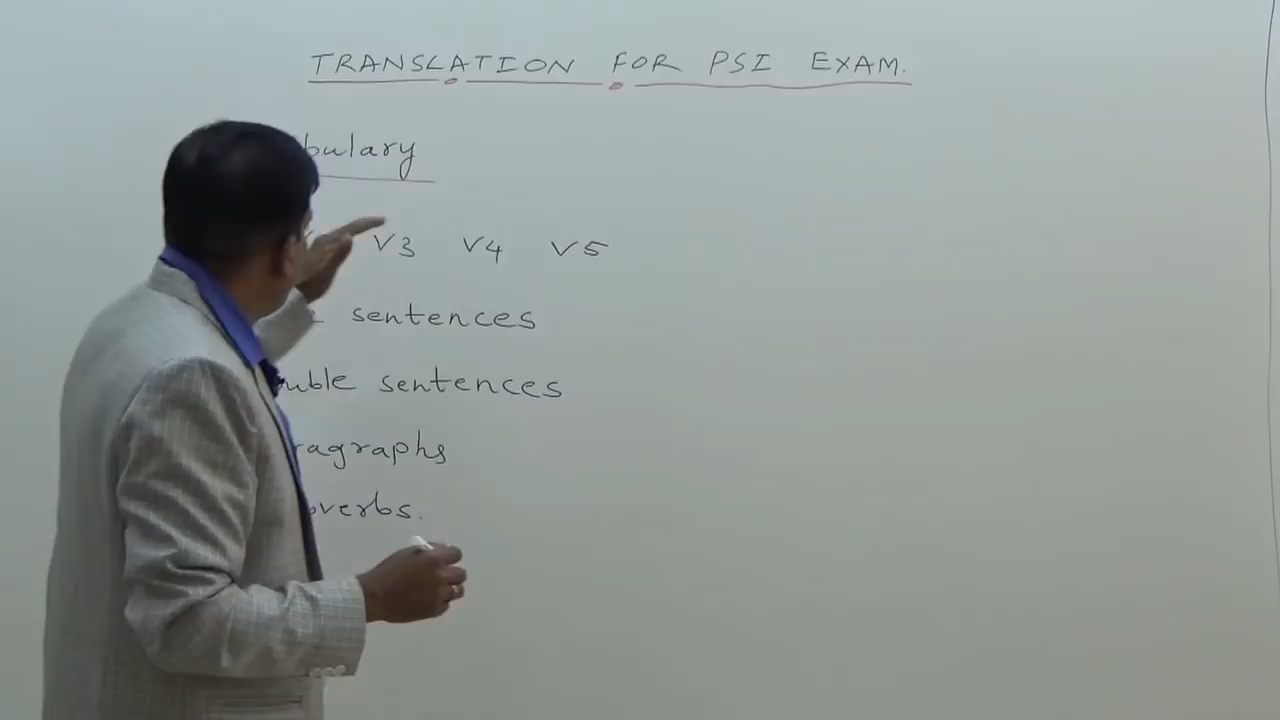 TRANSLATION FOR PSI EXAM.
bulary
V3 V4 V5
sentences
uble sentences
ragraphs
verbs.